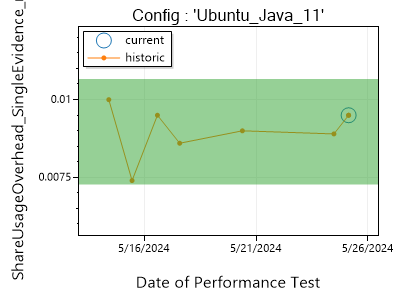 Config : 'Ubuntu_Java_11'
current
historic
0.01
0.0075
5/16/2024
5/21/2024
5/26/2024
Date of Performance Test
ShareUsageOverhead_SingleEvidence_